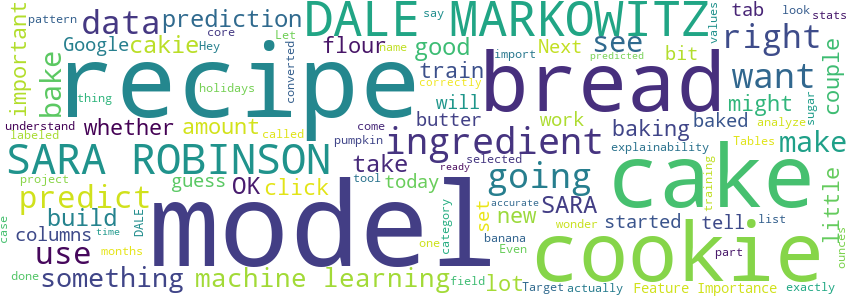 pattern say DALE MARKOWITZ values tab look stats
important data prediction core Let
Google cakie Hey name flour good Next see right couple
bake recipe converted import bread bit
thing holidays train predicted want
understand whether amount called butter will correctly work might sugar analyze
labeled come pumpkin ingredient baking baked Tables make
SARA ROBINSON take ready selected explainability
project guess OK click tool today going cake training little
predict model category accurate set SARA started tell list
case build DALE new banana wonder part
columns time one Even cookie ounces
use months lot
something done machine learning field Target actually Feature Importance exactly